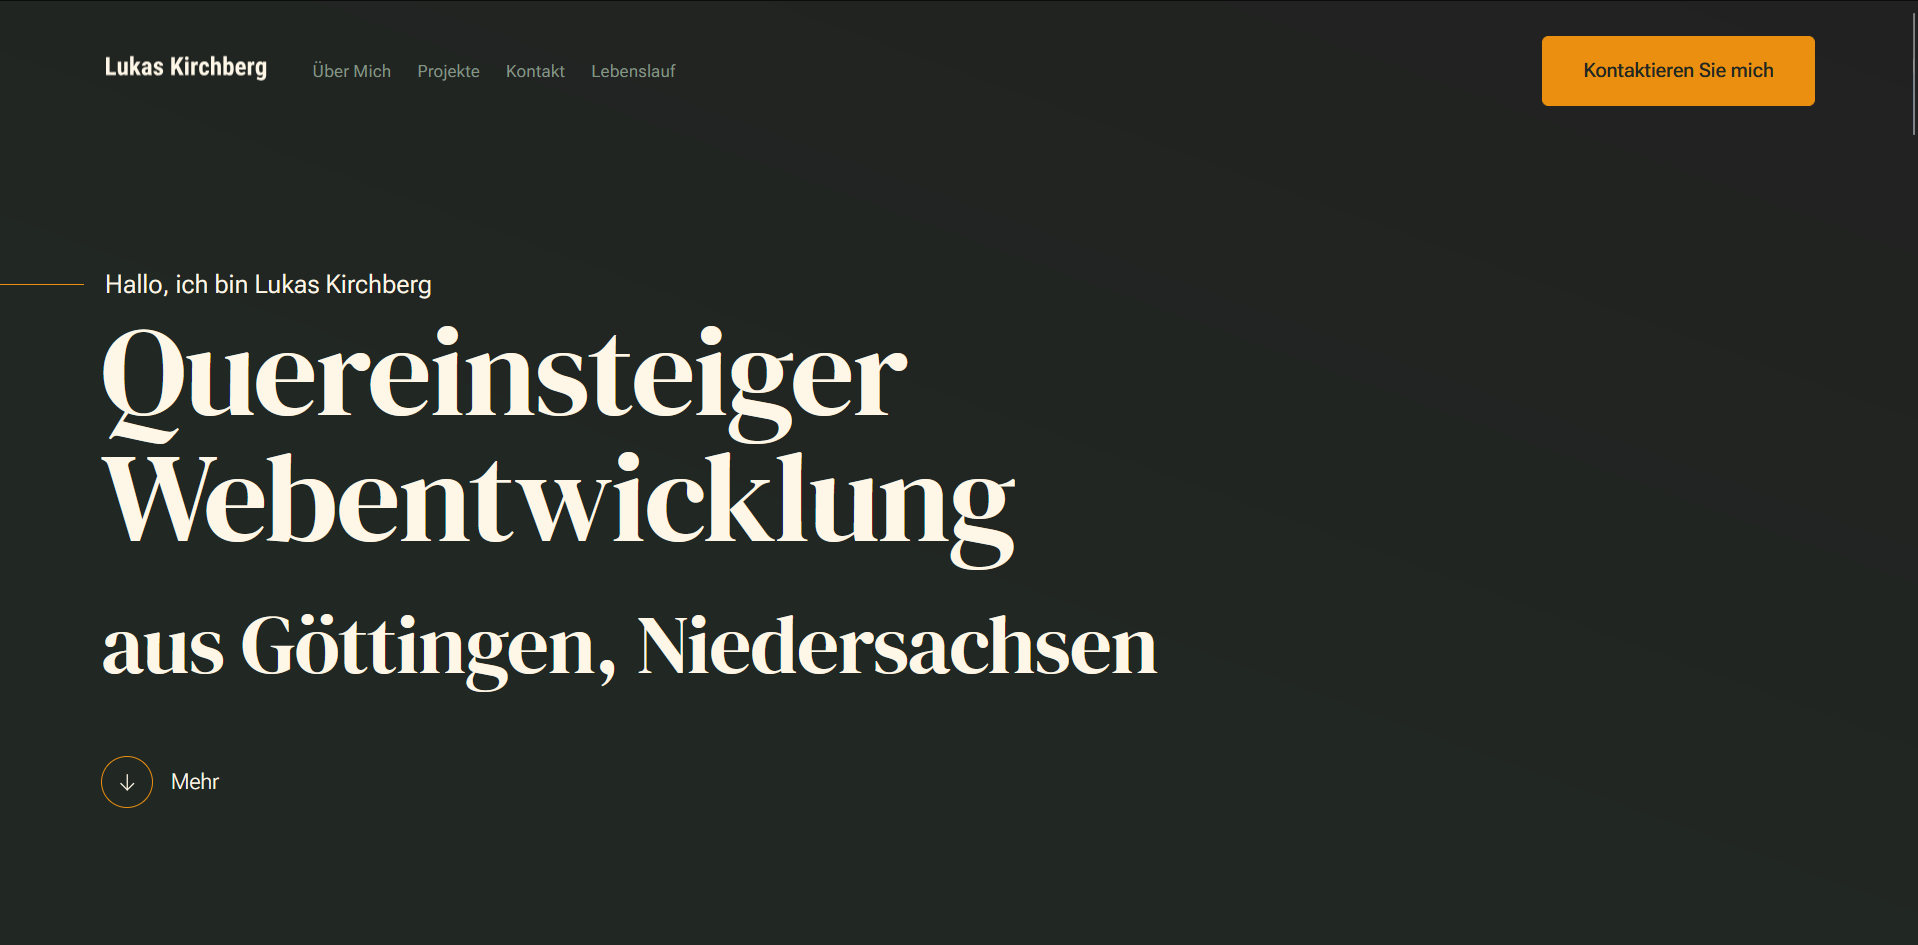 Lukas Kirchberg
Über Mich Projekte Kontakt Lebenslauf
Kontaktieren Sie mich
Hallo, ich bin Lukas Kirchberg
Quereinsteiger
Webentwicklung
aus Göttingen, Niedersachsen
Mehr